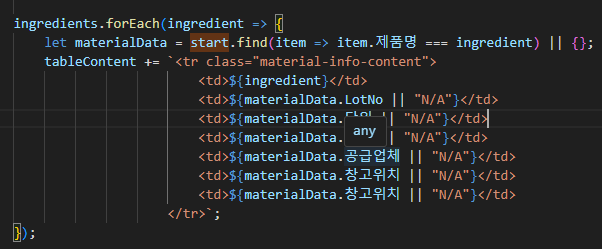 ingredients.forEach(ingredient => {
let materialData = start.find(item => item.제품명 === ingredient) || {};
tableContent += `<tr class="material-info-content">
<td>${ingredient}</td>
<td>${materialData.LotNo || "N/A"}</td>
<td>${materialData. || "N/A"}</td>
any
<td>${materialData. || "N/A"}</td>
<td>${materialData.공급업체 || "N/A"}</td>
<td>${materialData.창고위치 || "N/A"}</td>
<td>${materialData.창고위치 || "N/A"}</td>
</tr>`;
});